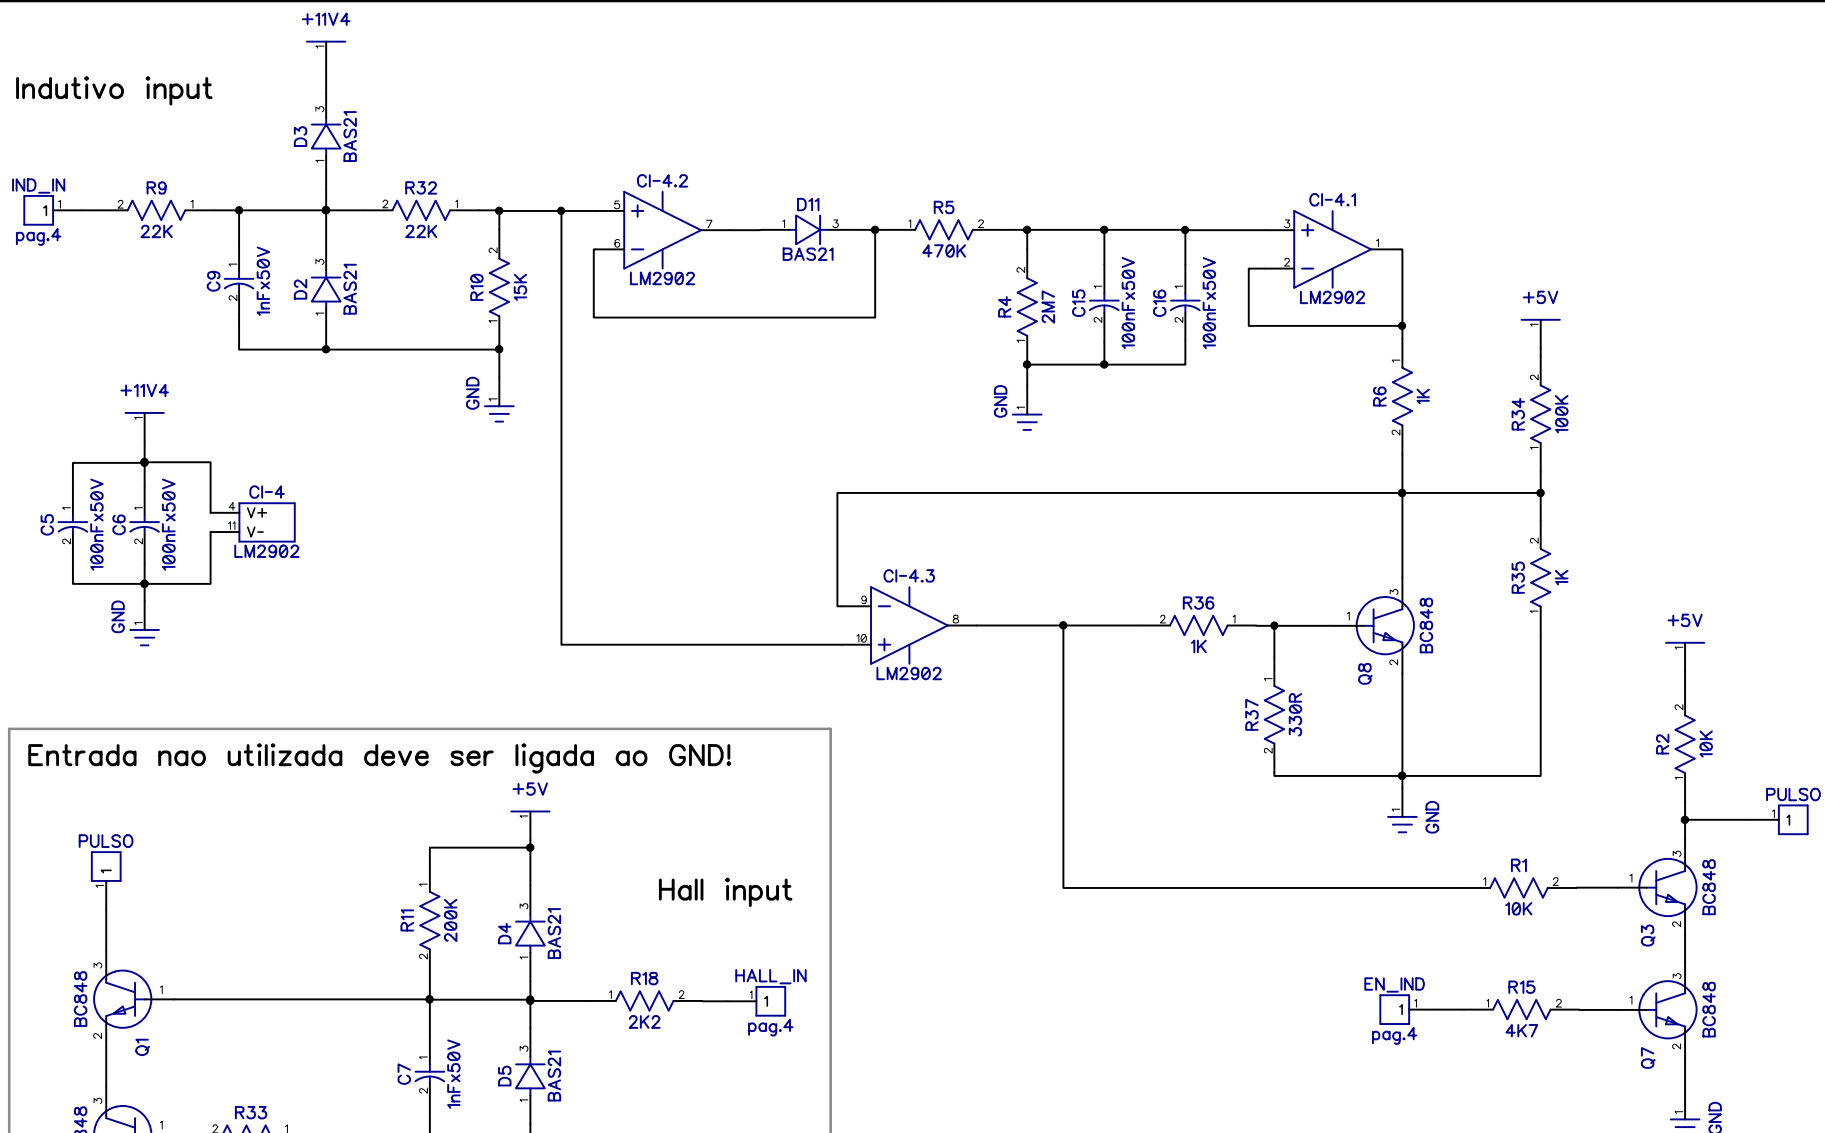 +11V4
Indutivo input
D3
BAS21
IND_IN
1
pag.4
R9
22K
R32
22K
C9
1nFx50V
D2
BAS21
R10
15K
GND
CI-4.2
LM2902
D11
BAS21
R5
470K
R4
2M7
C15
100nFx50V
C16
100nFx50V
GND
CI-4.1
LM2902
R6
1K
+5V
R34
100K
R35
1K
+11V4
C5
100nFx50V
C6
100nFx50V
CI-4
4 V+
11 V-
LM2902
GND
CI-4.3
LM2902
R36
1K
R37
330R
Q8
BC848
GND
+5V
R2
10K
PULSO
1
R1
10K
Q3
BC848
EN_IND
1
pag.4
R15
4K7
Q7
BC848
GND
Entrada nao utilizada deve ser ligada ao GND!
+5V
PULSO
1
Hall input
R11
200K
D4
BAS21
BC848
Q1
R18
2K2
HALL_IN
1
pag.4
C7
1nFx50V
D5
BAS21
R33